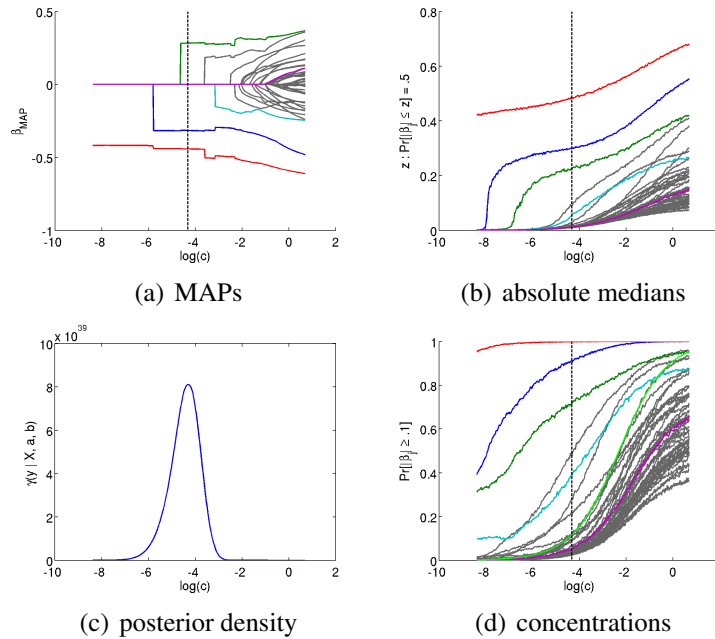 0.5
0
-0.5
-1
β_MAP
-10 -8 -6 -4 -2 0 2
log(c)
(a) MAPs
0.8
0.6
0.4
0.2
0
z : Pr[|β_j| ≤ z] = .5
-10 -8 -6 -4 -2 0
log(c)
(b) absolute medians
x 10^39
10
8
6
4
2
0
γ(y | X, a, b)
-10 -8 -6 -4 -2 0 2
log(c)
(c) posterior density
1
0.8
0.6
0.4
0.2
0
Pr[|β_j| ≥ .1]
-10 -8 -6 -4 -2 0
log(c)
(d) concentrations